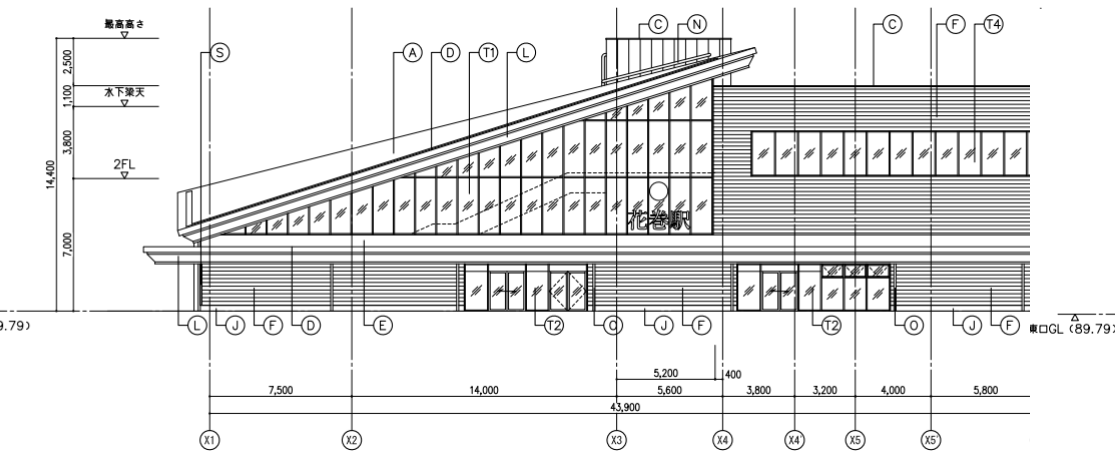 最高高さ
C
N
C
F
T4
S
A
D
T1
L
2,500
1,100
水下梁天
3,800
14,400
2FL
7,000
花巻駅
9.79)
L
J
F
D
E
T2
O
J
F
T2
O
J
F
東口GL (89.79)
5,200
400
7,500
14,000
5,600
3,800
3,200
4,000
5,800
43,900
X1
X2
X3
X4
X4'
X5
X5'